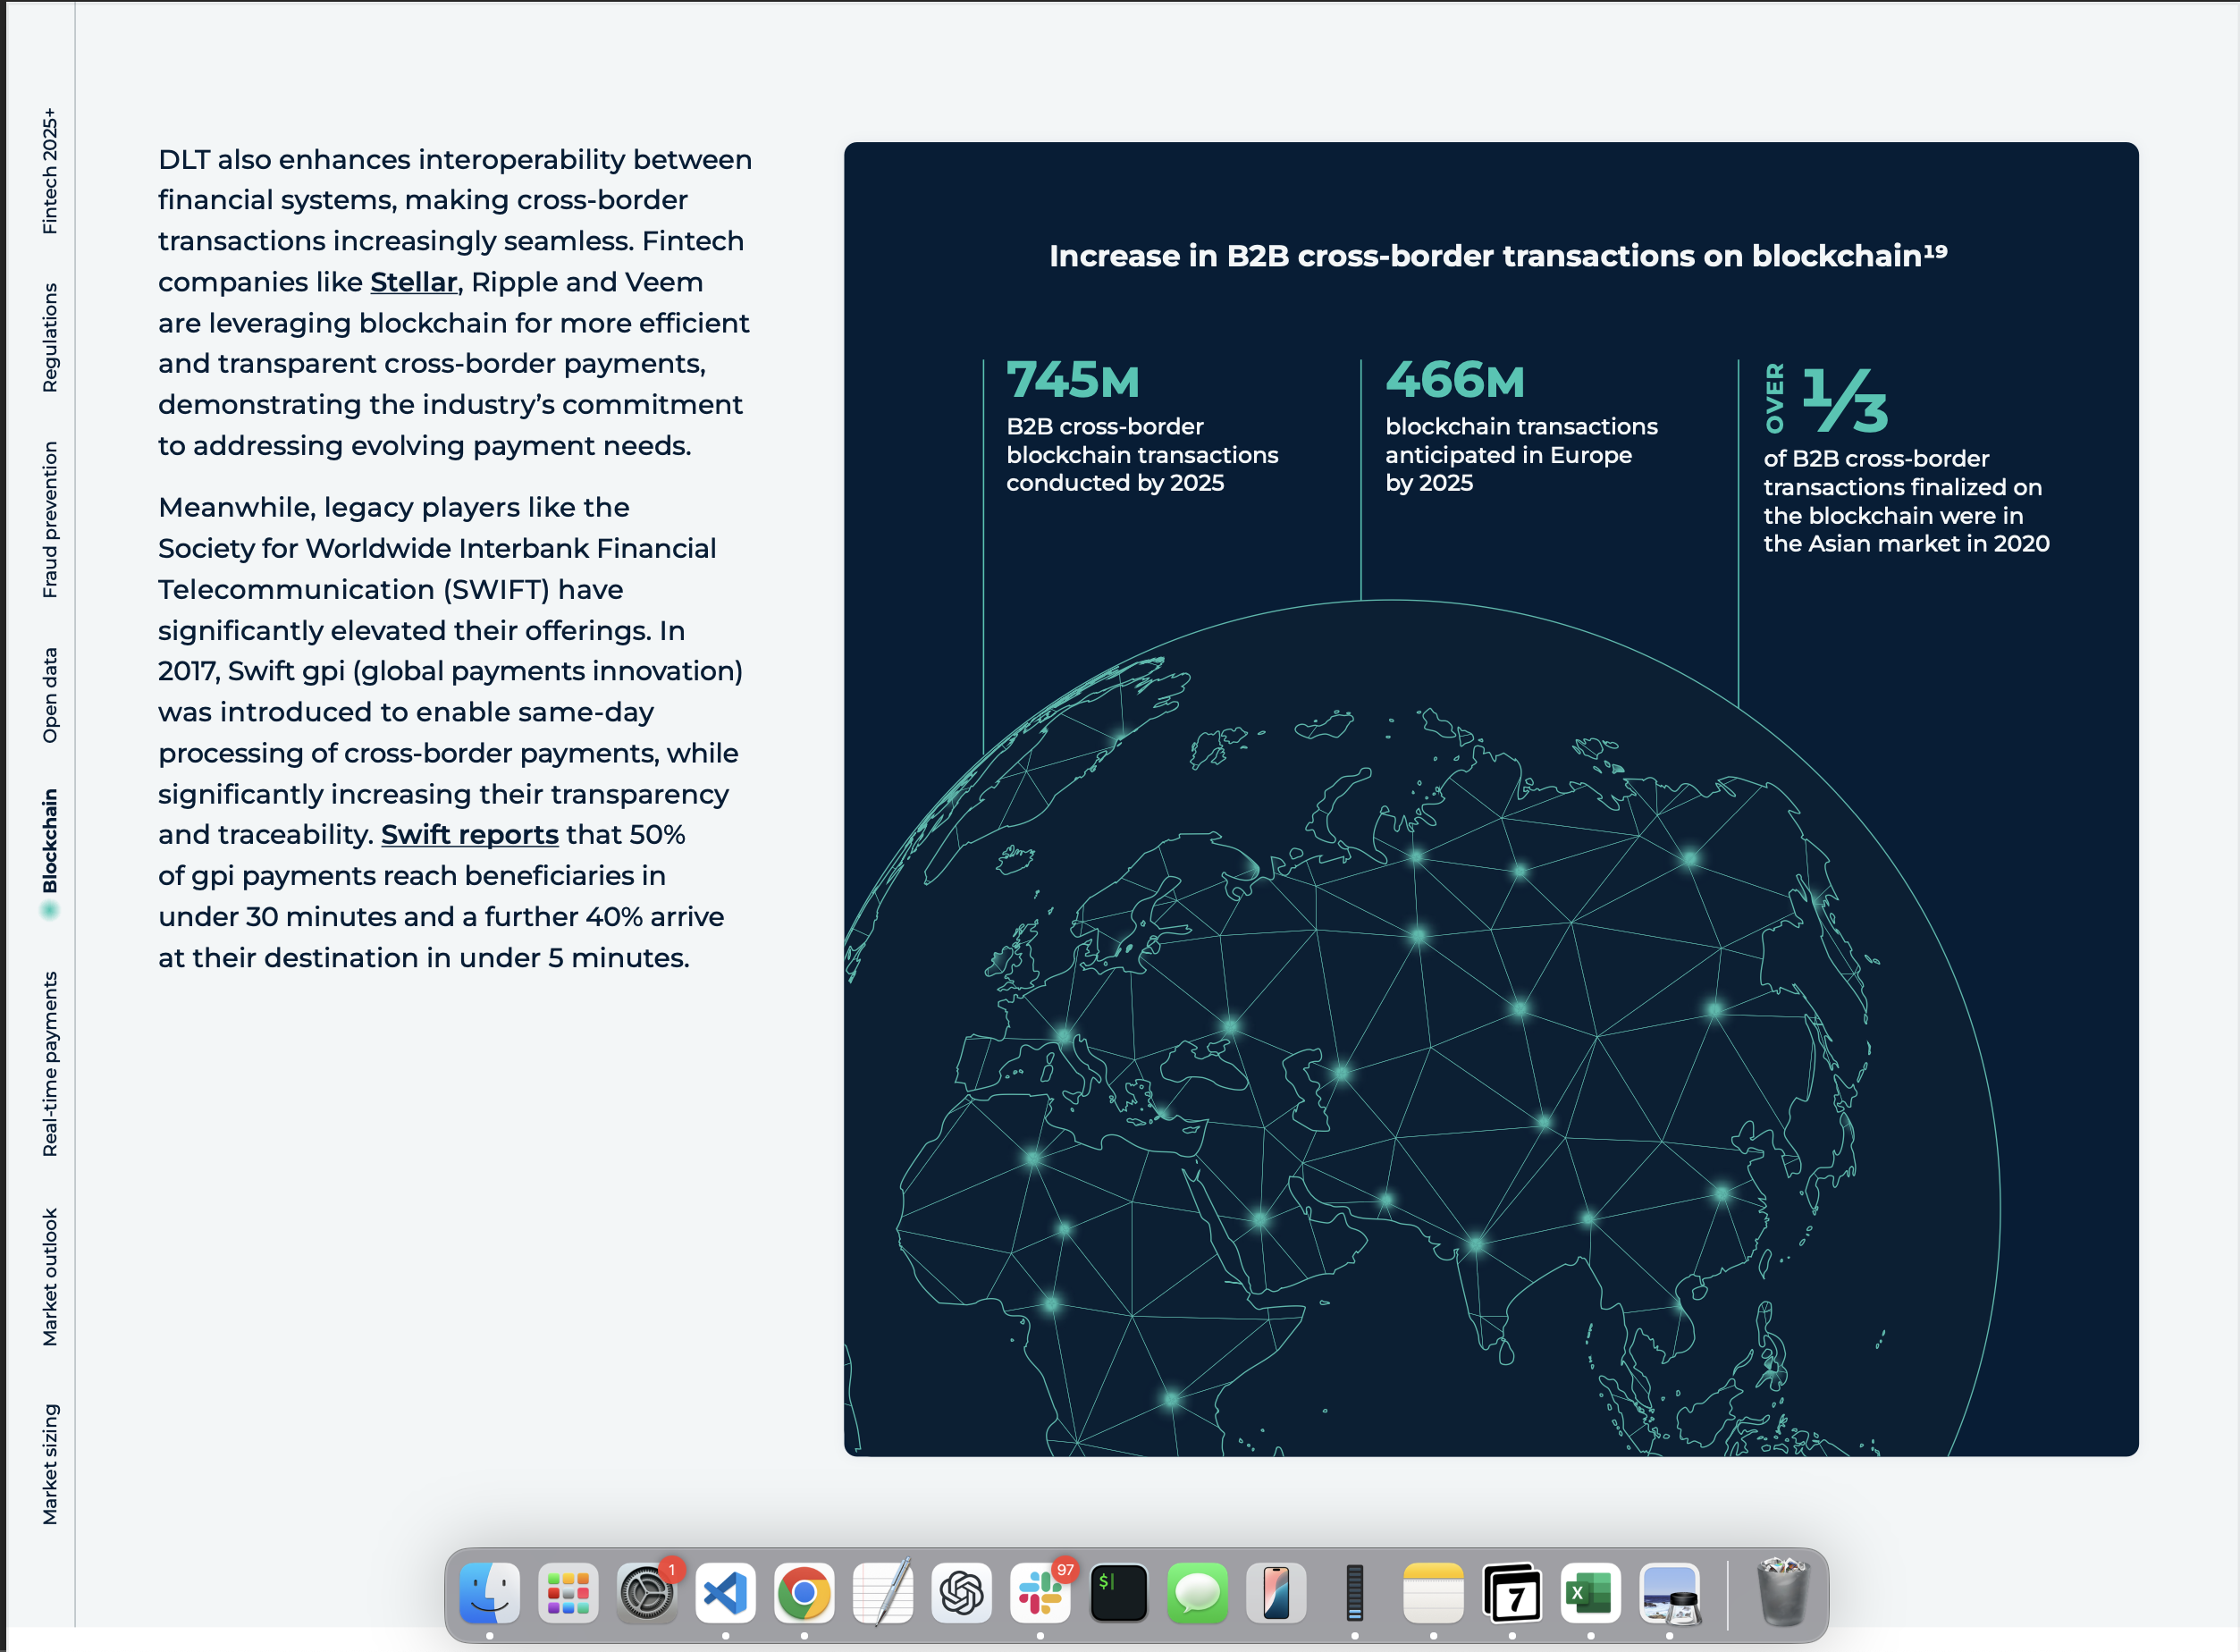 Fintech 2025+
Regulations
Fraud prevention
Open data
Blockchain
Real-time payments
Market outlook
Market sizing
DLT also enhances interoperability between
financial systems, making cross-border
transactions increasingly seamless. Fintech
companies like Stellar, Ripple and Veem
are leveraging blockchain for more efficient
and transparent cross-border payments,
demonstrating the industry’s commitment
to addressing evolving payment needs.
Meanwhile, legacy players like the
Society for Worldwide Interbank Financial
Telecommunication (SWIFT) have
significantly elevated their offerings. In
2017, Swift gpi (global payments innovation)
was introduced to enable same-day
processing of cross-border payments, while
significantly increasing their transparency
and traceability. Swift reports that 50%
of gpi payments reach beneficiaries in
under 30 minutes and a further 40% arrive
at their destination in under 5 minutes.
Increase in B2B cross-border transactions on blockchain¹⁹
745M
B2B cross-border
blockchain transactions
conducted by 2025
466M
blockchain transactions
anticipated in Europe
by 2025
OVER ⅓
of B2B cross-border
transactions finalized on
the blockchain were in
the Asian market in 2020
1
97
$
7
X